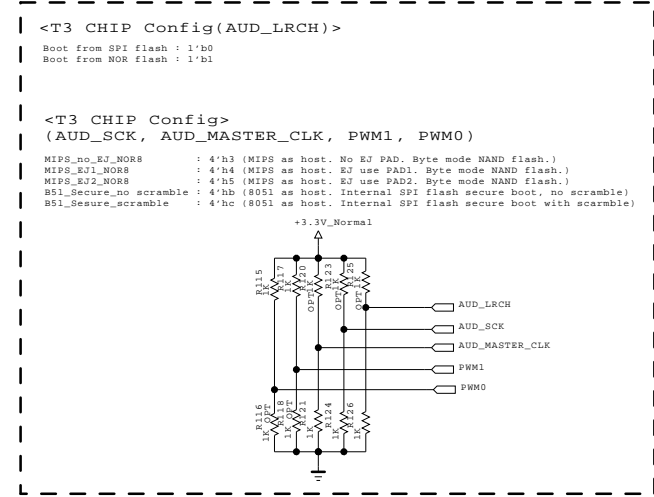 <T3 CHIP Config(AUD_LRCH)>
Boot from SPI flash : 1'b0
Boot from NOR flash : 1'b1
<T3 CHIP Config>
(AUD_SCK, AUD_MASTER_CLK, PWM1, PWM0)
MIPS_no_EJ_NOR8 : 4'h3 (MIPS as host. No EJ PAD. Byte mode NAND flash.)
MIPS_EJ1_NOR8 : 4'h4 (MIPS as host. EJ use PAD1. Byte mode NAND flash.)
MIPS_EJ2_NOR8 : 4'h5 (MIPS as host. EJ use PAD2. Byte mode NAND flash.)
B51_Secure_no scramble : 4'hb (8051 as host. Internal SPI flash secure boot, no scramble)
B51_Sesure_scramble : 4'hc (8051 as host. Internal SPI flash secure boot with scarmble)
+3.3V_Normal
R115
1K
R117
1K
R120
1K
OPT
R123
1K
OPT
R125
1K
OPT
AUD_LRCH
AUD_SCK
AUD_MASTER_CLK
PWM1
PWM0
R116
1K
OPT
R118
1K
OPT
R121
1K
R124
1K
R126
1K